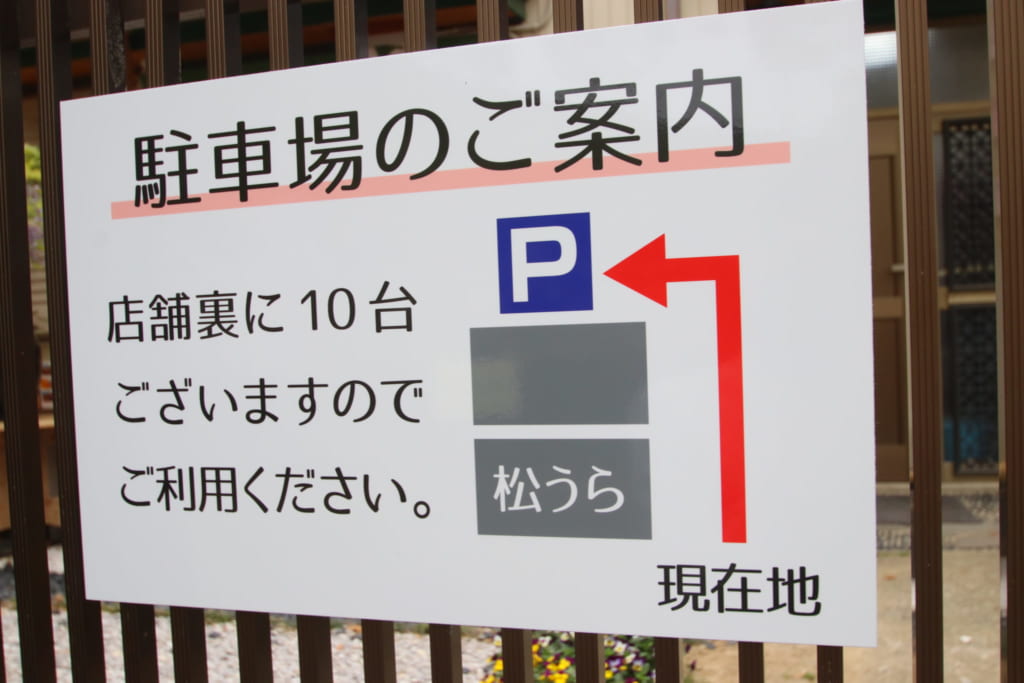 駐車場のご案内
店舗裏に10台
ございますので
ご利用ください。
P
松うら
現在地